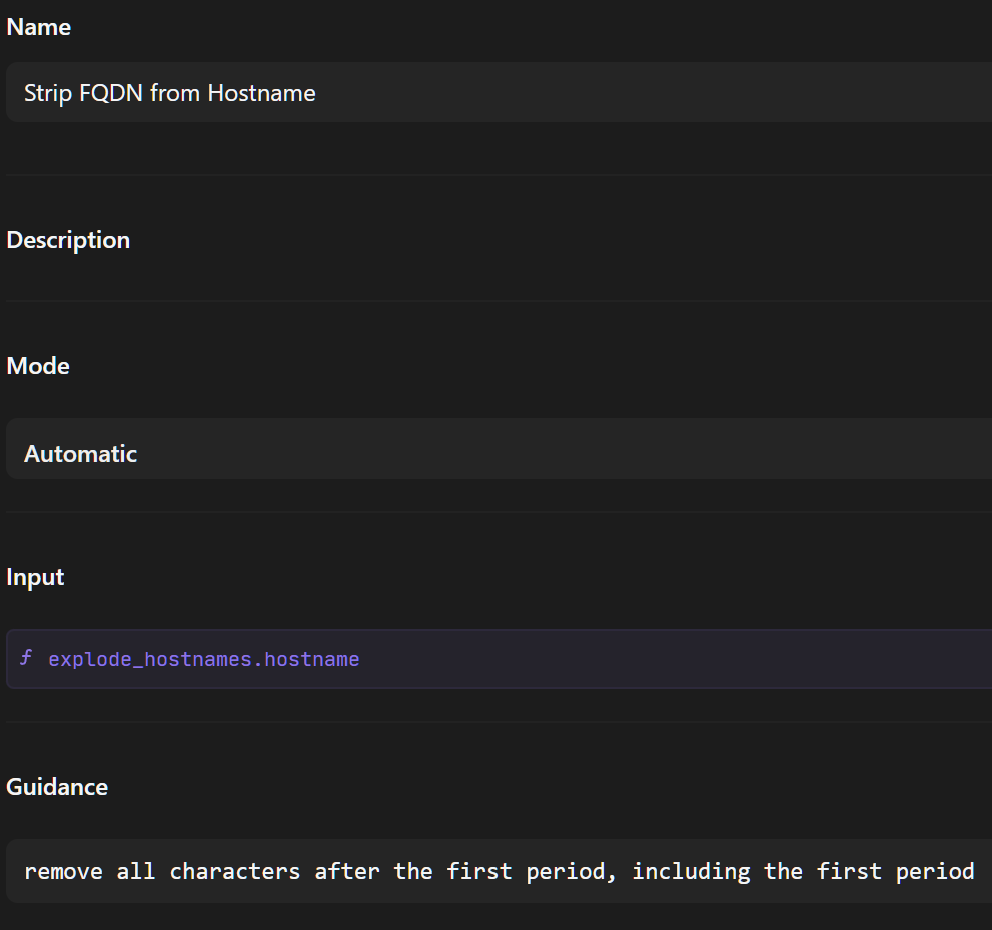 Name
Strip FQDN from Hostname
Description
Mode
Automatic
Input
ƒ explode_hostnames.hostname
Guidance
remove all characters after the first period, including the first period